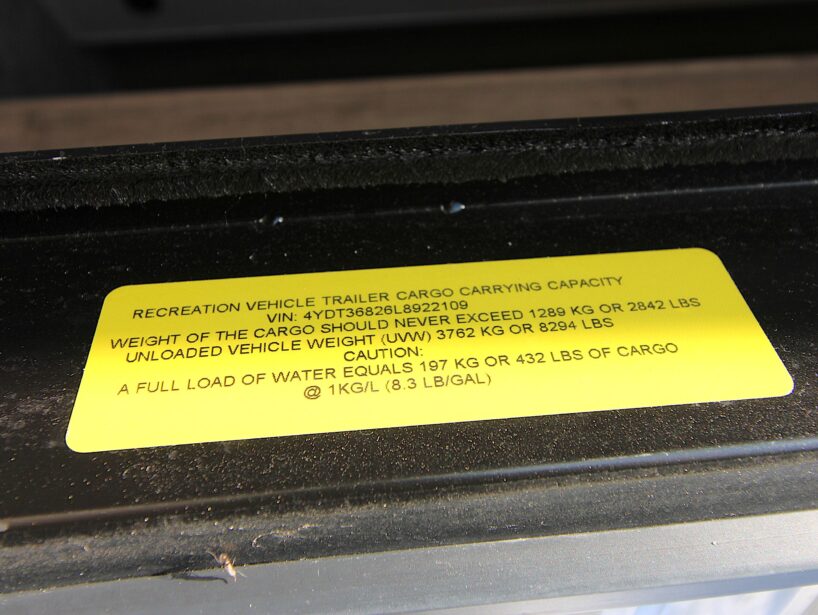 RECREATION VEHICLE TRAILER CARGO CARRYING CAPACITY
VIN: 4YDT36826L8922109
WEIGHT OF THE CARGO SHOULD NEVER EXCEED 1289 KG OR 2842 LBS
UNLOADED VEHICLE WEIGHT (UVW) 3762 KG OR 8294 LBS
CAUTION:
A FULL LOAD OF WATER EQUALS 197 KG OR 432 LBS OF CARGO
@ 1KG/L (8.3 LB/GAL)